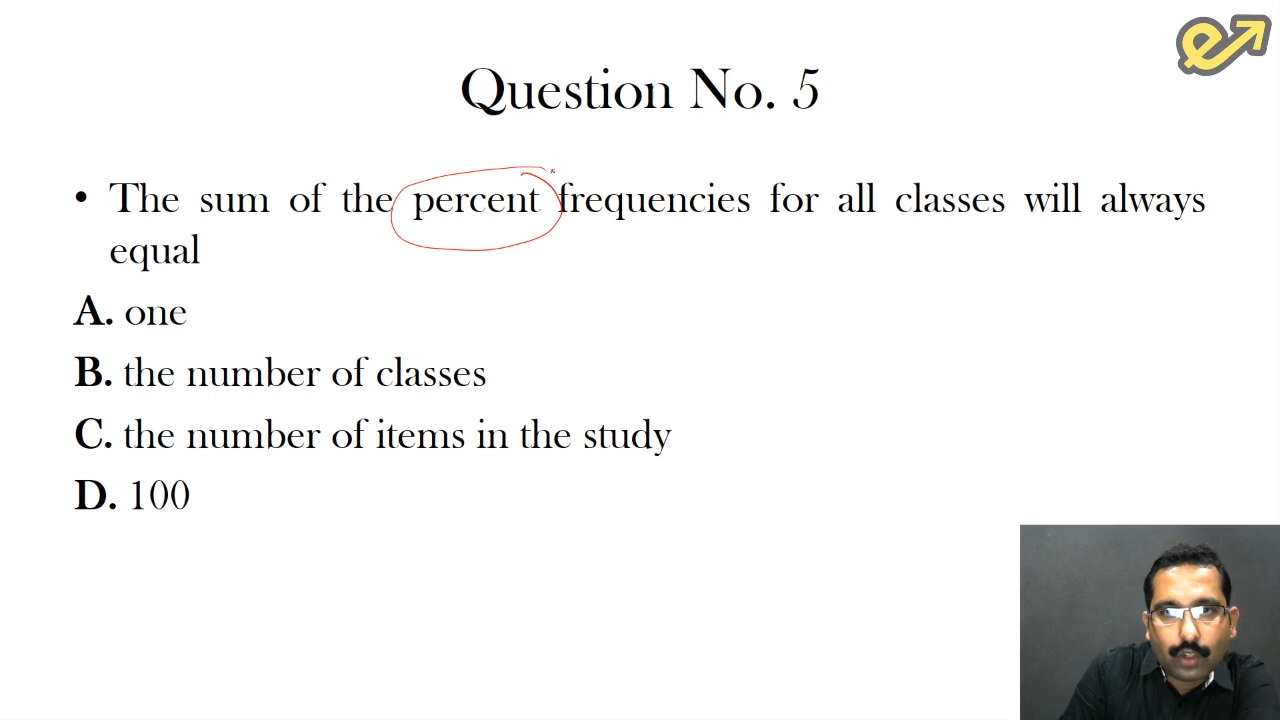 Question No. 5
• The sum of the percent frequencies for all classes will always
equal
A. one
B. the number of classes
C. the number of items in the study
D. 100